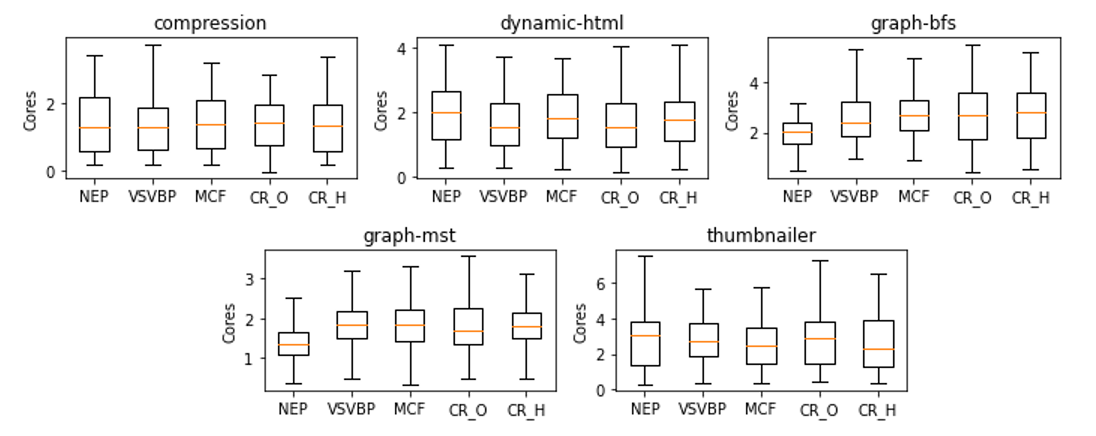 compression
Cores
2
0
NEP VSVBP MCF CR_O CR_H
dynamic-html
Cores
4
2
0
NEP VSVBP MCF CR_O CR_H
graph-bfs
Cores
4
2
NEP VSVBP MCF CR_O CR_H
graph-mst
Cores
3
2
1
NEP VSVBP MCF CR_O CR_H
thumbnailer
Cores
6
4
2
0
NEP VSVBP MCF CR_O CR_H